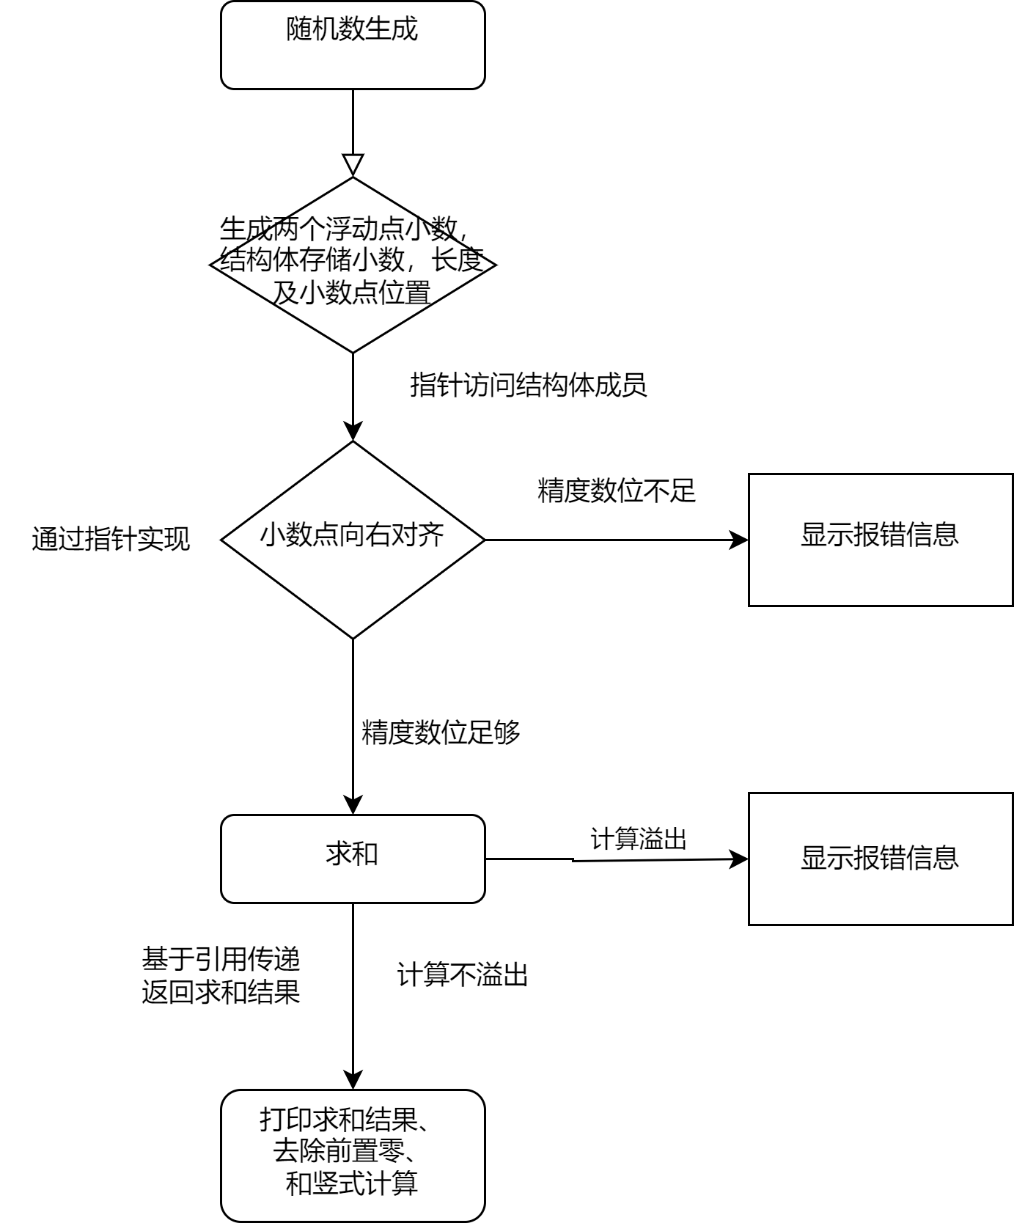 随机数生成
生成两个浮动点小数，
结构体存储小数，长度
及小数点位置
指针访问结构体成员
精度数位不足
通过指针实现
小数点向右对齐
显示报错信息
精度数位足够
计算溢出
求和
显示报错信息
基于引用传递
返回求和结果
计算不溢出
打印求和结果、
去除前置零、
和竖式计算